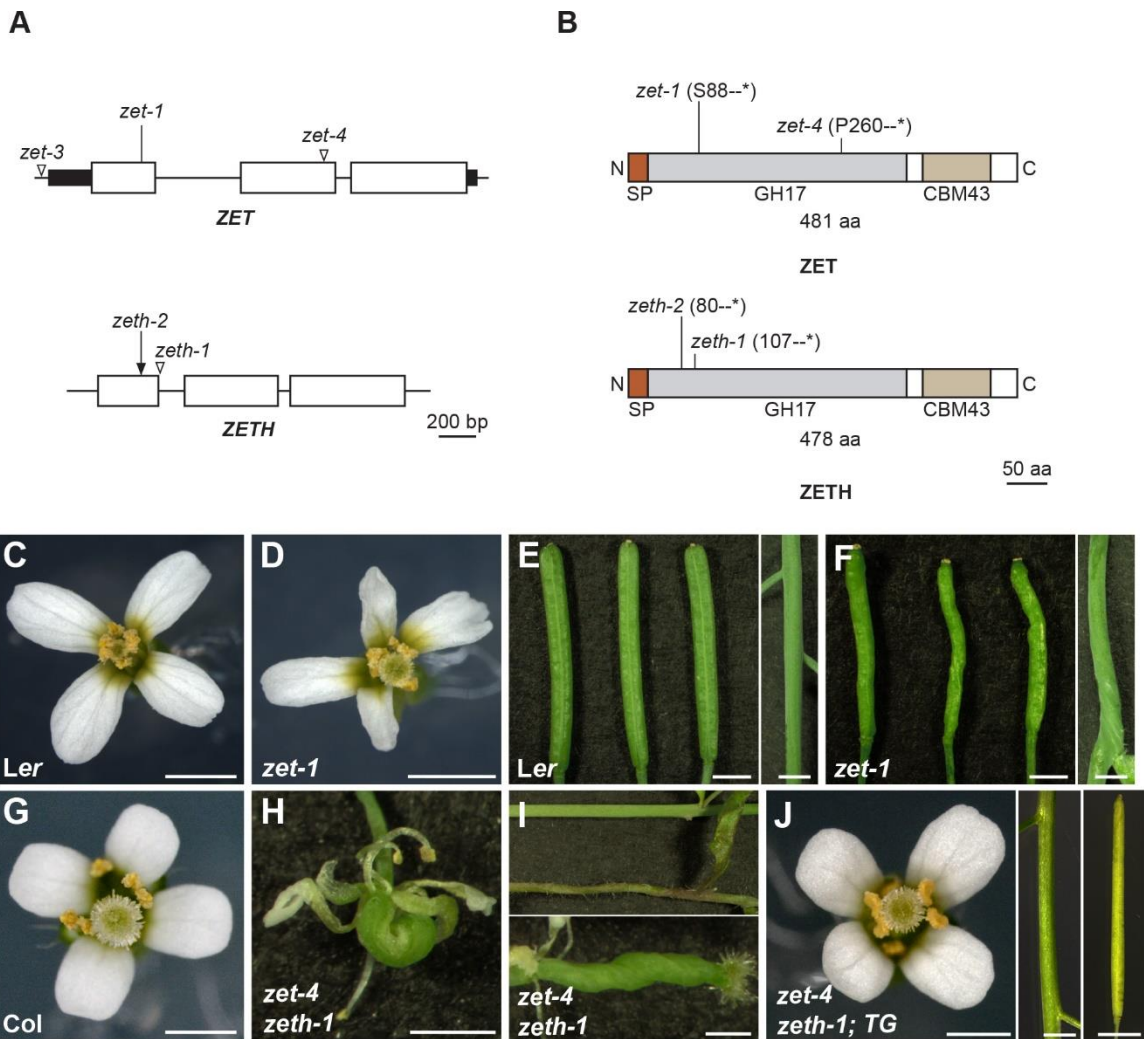 A
zet-1
zet-4
zet-3
ZET
zeth-2
zeth-1
200 bp
ZETH
B
zet-1 (S88--*)
zet-4 (P260--*)
N
C
SP
GH17
CBM43
481 aa
ZET
zeth-2 (80--*)
zeth-1 (107--*)
N
C
SP
GH17
CBM43
478 aa
50 aa
ZETH
C
Ler
D
zet-1
E
Ler
F
zet-1
G
Col
H
zet-4
zeth-1
I
zet-4
zeth-1
J
zet-4
zeth-1; TG